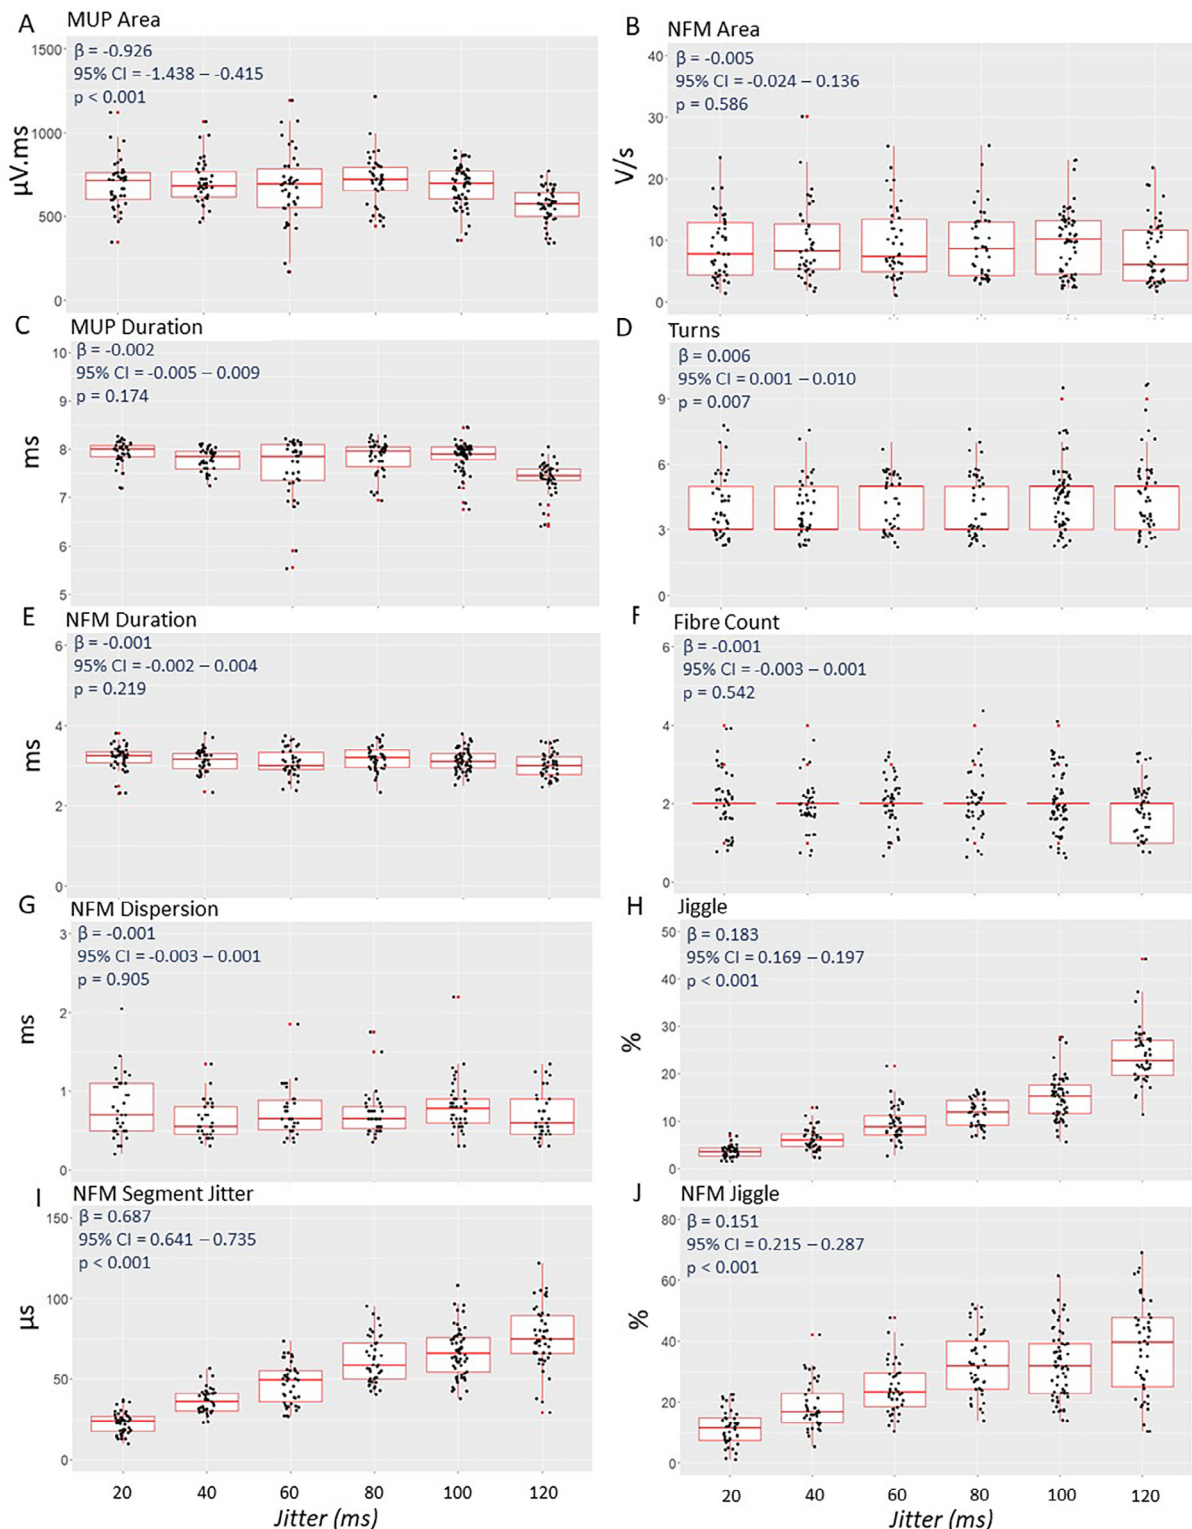 A MUP Area
β = -0.926
95% CI = -1.438 – -0.415
p < 0.001
1500
1000
500
0
µV.ms
B NFM Area
β = -0.005
95% CI = -0.024 – 0.136
p = 0.586
40
30
20
10
0
V/s
C MUP Duration
β = -0.002
95% CI = -0.005 – 0.009
p = 0.174
10
9
8
7
6
5
ms
D Turns
β = 0.006
95% CI = 0.001 – 0.010
p = 0.007
9
6
3
0
E NFM Duration
β = -0.001
95% CI = -0.002 – 0.004
p = 0.219
6
4
2
0
ms
F Fibre Count
β = -0.001
95% CI = -0.003 – 0.001
p = 0.542
6
4
2
0
G NFM Dispersion
β = -0.001
95% CI = -0.003 – 0.001
p = 0.905
3
2
1
0
ms
H Jiggle
β = 0.183
95% CI = 0.169 – 0.197
p < 0.001
50
40
30
20
10
0
%
I NFM Segment Jitter
β = 0.687
95% CI = 0.641 – 0.735
p < 0.001
150
100
50
0
µs
20 40 60 80 100 120
Jitter (ms)
J NFM Jiggle
β = 0.151
95% CI = 0.215 – 0.287
p < 0.001
80
60
40
20
0
%
20 40 60 80 100 120
Jitter (ms)